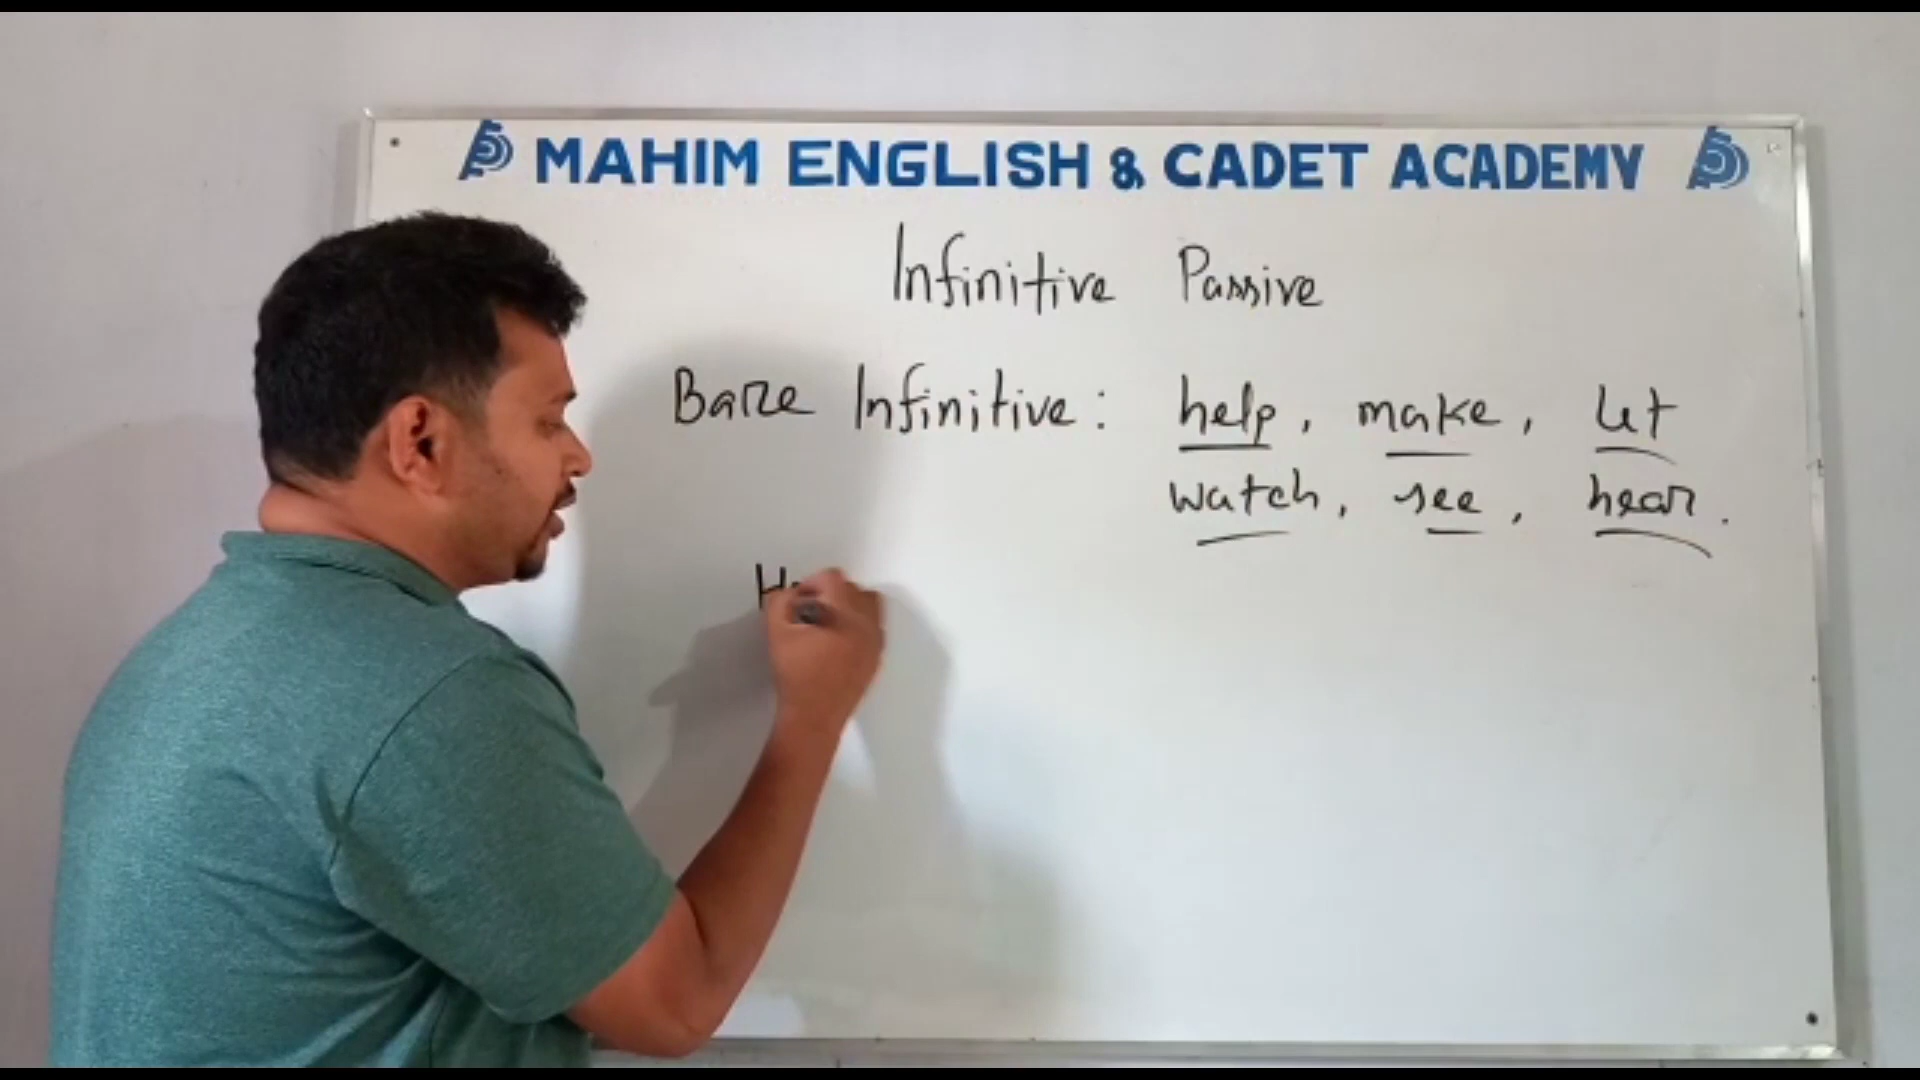 MAHIM ENGLISH & CADET ACADEMY
Infinitive Passive
Bare Infinitive: help, make, let
watch, see, hear.